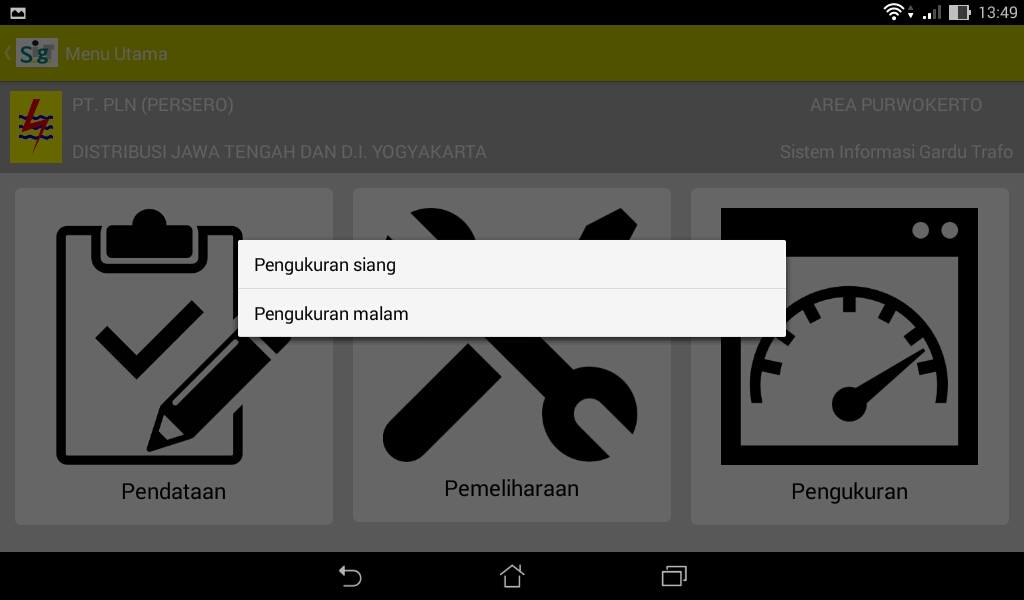 13:49
SigT
Menu Utama
PT. PLN (PERSERO)
AREA PURWOKERTO
DISTRIBUSI JAWA TENGAH DAN D.I. YOGYAKARTA
Sistem Informasi Gardu Trafo
Pengukuran siang
Pengukuran malam
Pendataan
Pemeliharaan
Pengukuran